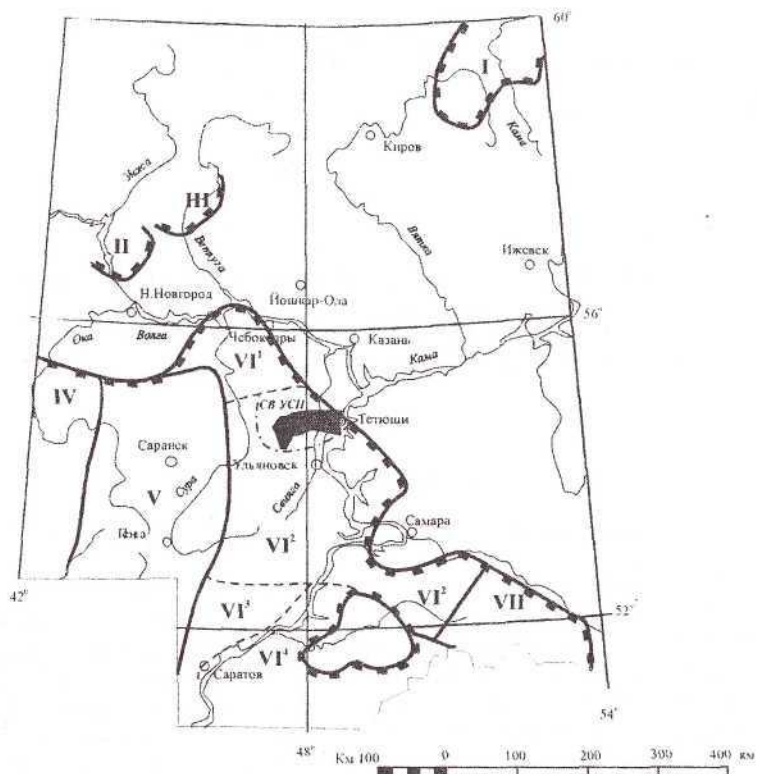 60°
I
Кама
Киров
Вятка
III
II
Ветлуга
Ижевск
Н.Новгород
Йошкар-Ола
56°
Ока
Волга
Чебоксары
Казань
Кама
VI¹
IV
СВ УСП
Тетюши
Саранск
Ульяновск
Сура
Свияга
V
Самара
VI²
42°
VI²
VII
52°
VI³
VI⁴
Саратов
54°
48°
Км 100 0 100 200 300 400 км